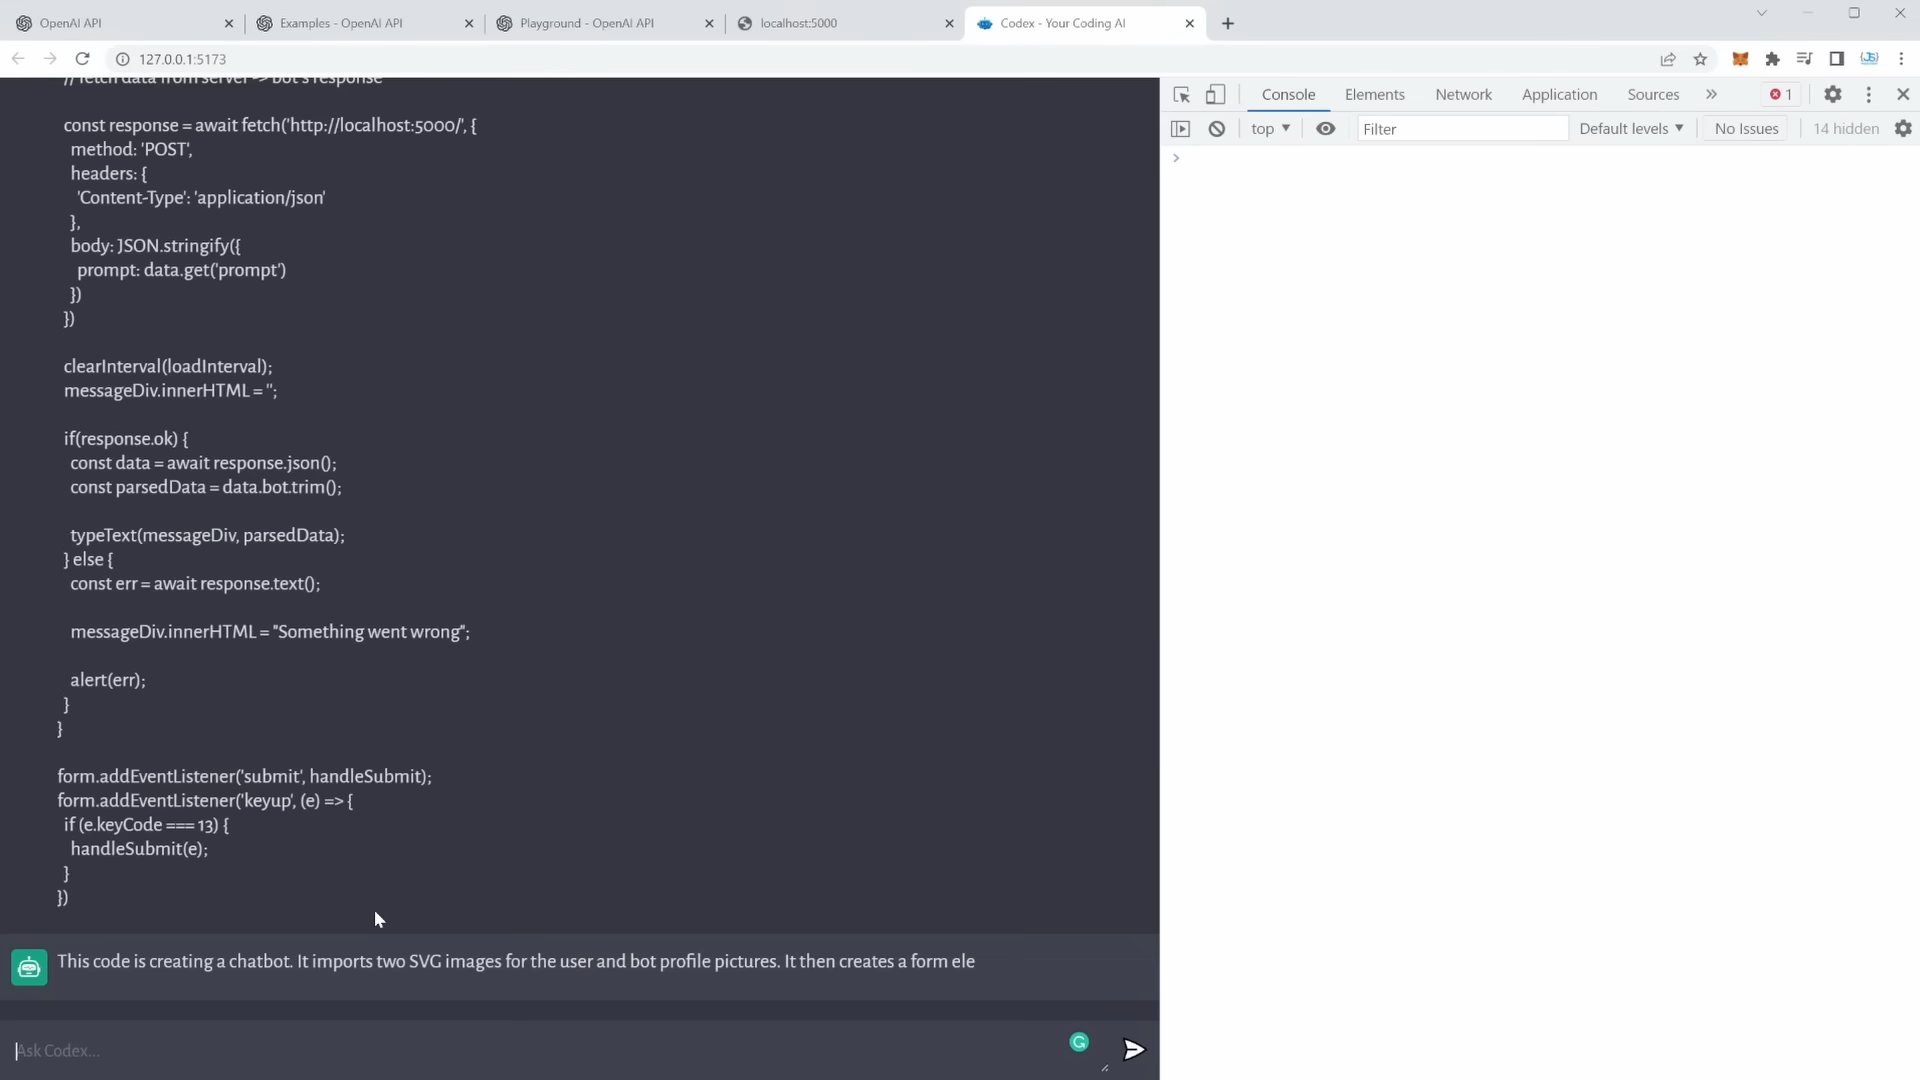 OpenAI API
Examples - OpenAI API
Playground - OpenAI API
localhost:5000
Codex - Your Coding AI
127.0.0.1:5173
// fetch data from server -> bot's response
const response = await fetch('http://localhost:5000/', {
method: 'POST',
headers: {
'Content-Type': 'application/json'
},
body: JSON.stringify({
prompt: data.get('prompt')
})
})
clearInterval(loadInterval);
messageDiv.innerHTML = '';
if(response.ok) {
const data = await response.json();
const parsedData = data.bot.trim();
typeText(messageDiv, parsedData);
} else {
const err = await response.text();
messageDiv.innerHTML = "Something went wrong";
alert(err);
}
}
form.addEventListener('submit', handleSubmit);
form.addEventListener('keyup', (e) => {
if (e.keyCode === 13) {
handleSubmit(e);
}
})
This code is creating a chatbot. It imports two SVG images for the user and bot profile pictures. It then creates a form ele
Ask Codex...
Console
Elements
Network
Application
Sources
1
top
Filter
Default levels
No Issues
14 hidden